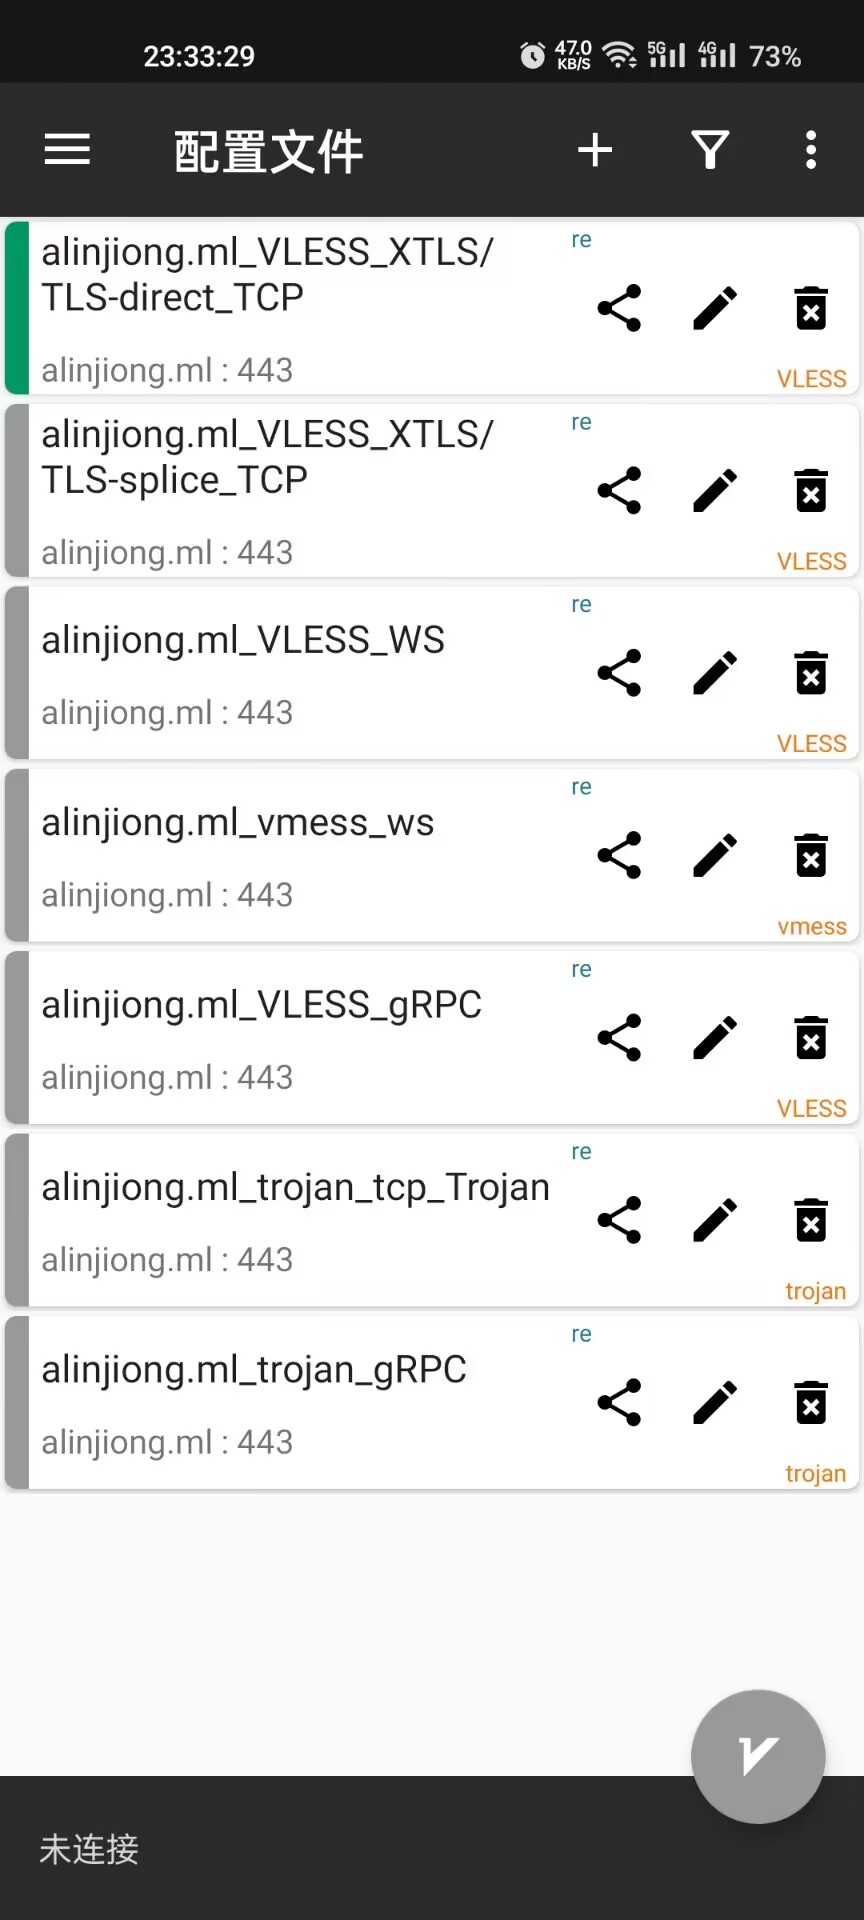 23:33:29 47.0 KB/S 5G 4G 73%
配置文件
alinjiong.ml_VLESS_XTLS/
TLS-direct_TCP
re
alinjiong.ml : 443
VLESS
alinjiong.ml_VLESS_XTLS/
TLS-splice_TCP
re
alinjiong.ml : 443
VLESS
alinjiong.ml_VLESS_WS
re
alinjiong.ml : 443
VLESS
alinjiong.ml_vmess_ws
re
alinjiong.ml : 443
vmess
alinjiong.ml_VLESS_gRPC
re
alinjiong.ml : 443
VLESS
alinjiong.ml_trojan_tcp_Trojan
re
alinjiong.ml : 443
trojan
alinjiong.ml_trojan_gRPC
re
alinjiong.ml : 443
trojan
未连接